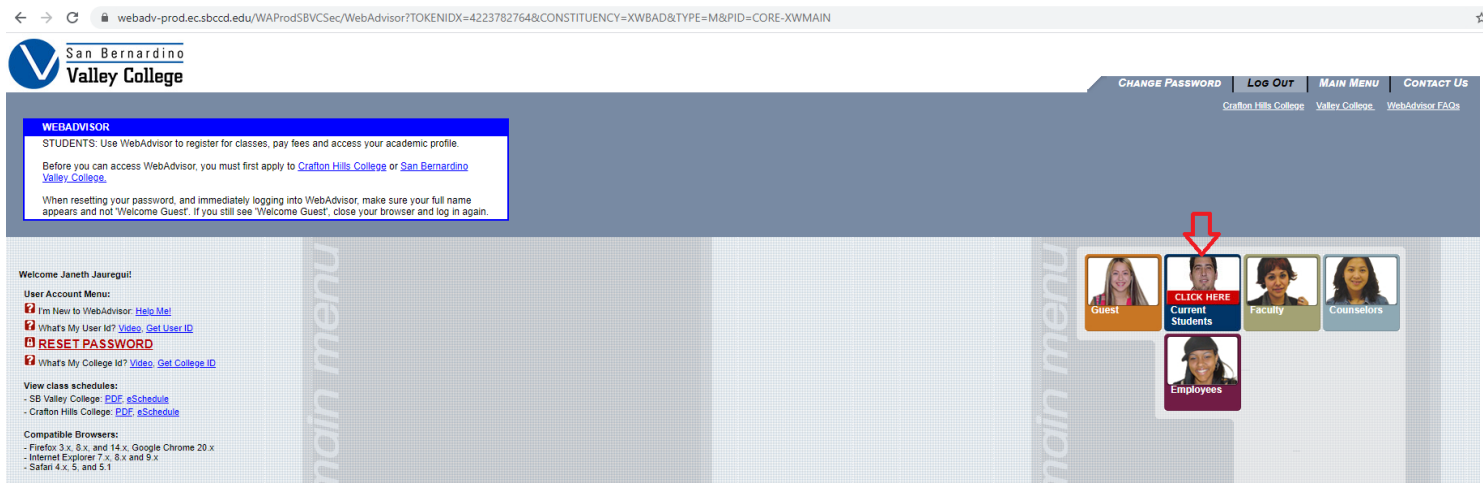 webadv-prod.ec.sbccd.edu/WAProdSBVCSec/WebAdvisor?TOKENIDX=4223782764&CONSTITUENCY=XWBAD&TYPE=M&PID=CORE-XWMAIN
San Bernardino
Valley College
CHANGE PASSWORD
LOG OUT
MAIN MENU
CONTACT US
Crafton Hills College
Valley College
WebAdvisor FAQs
WEBADVISOR
STUDENTS: Use WebAdvisor to register for classes, pay fees and access your academic profile.
Before you can access WebAdvisor, you must first apply to Crafton Hills College or San Bernardino
Valley College.
When resetting your password, and immediately logging into WebAdvisor, make sure your full name
appears and not 'Welcome Guest'. If you still see 'Welcome Guest', close your browser and log in again.
Welcome Janeth Jauregui!
User Account Menu:
I'm New to WebAdvisor: Help Me!
What's My User Id? Video, Get User ID
RESET PASSWORD
What's My College Id? Video, Get College ID
View class schedules:
- SB Valley College: PDF, eSchedule
- Crafton Hills College: PDF, eSchedule
Compatible Browsers:
- Firefox 3.x, 8.x, and 14.x, Google Chrome 20.x
- Internet Explorer 7.x, 8.x and 9.x
- Safari 4.x, 5, and 5.1
main menu
main menu
Guest
CLICK HERE
Current
Students
Faculty
Counselors
Employees